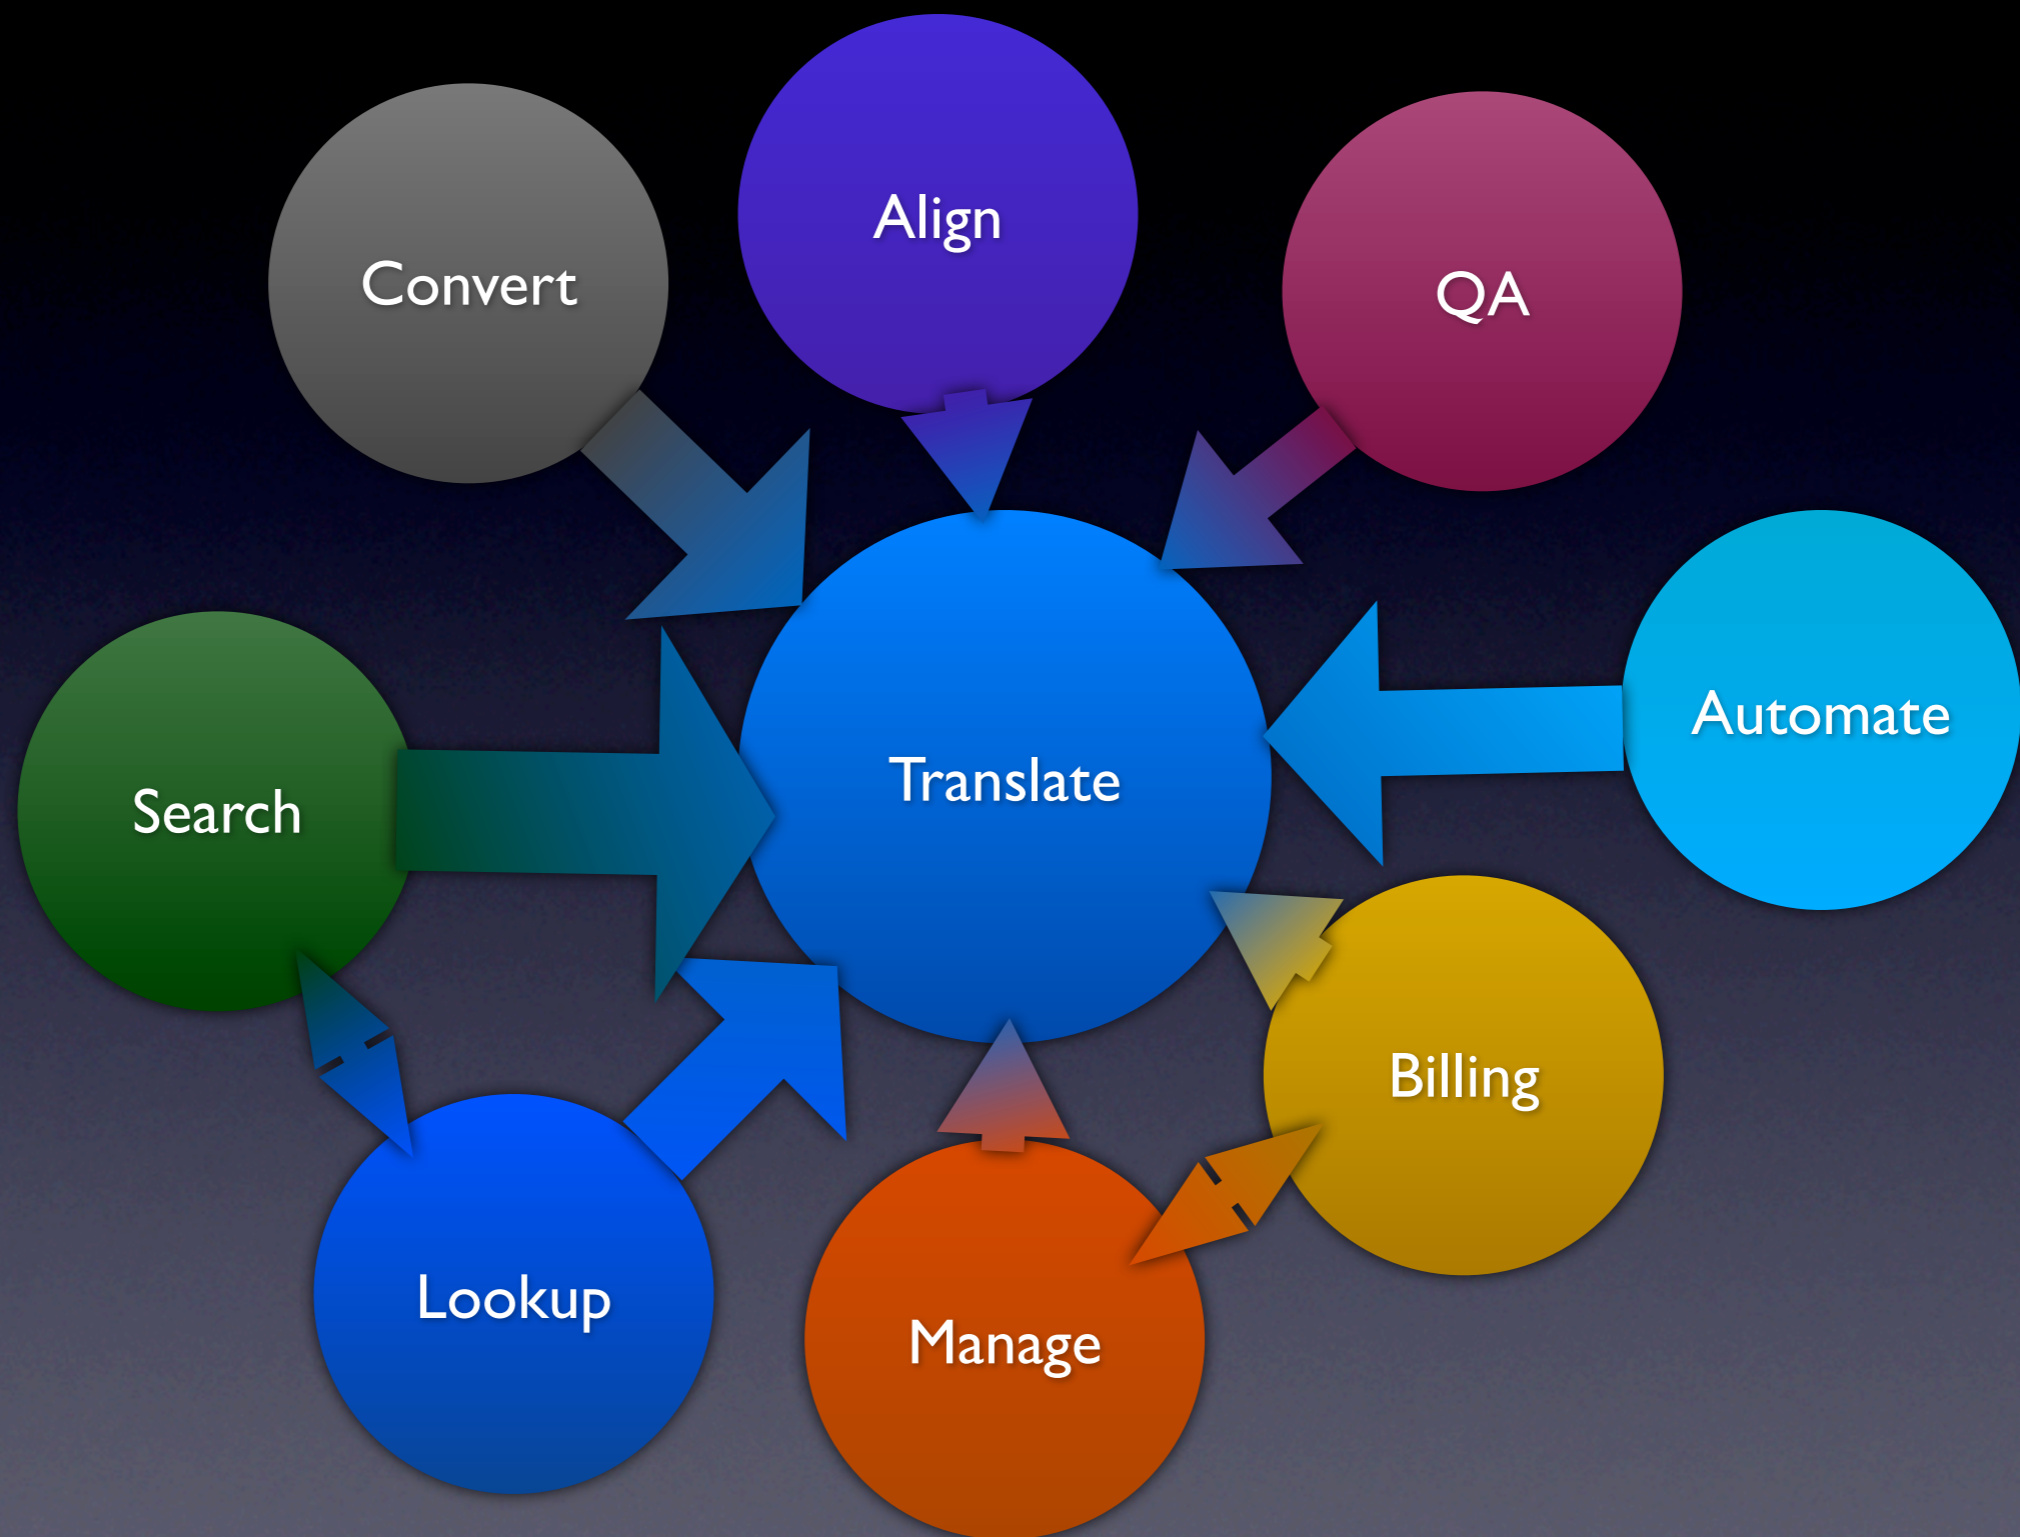 Align
Convert
QA
Automate
Translate
Search
Billing
Lookup
Manage